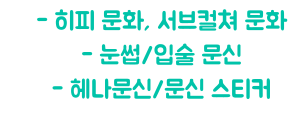 - 히피 문화, 서브컬쳐 문화
- 눈썹/입술 문신
- 헤나문신/문신 스티커